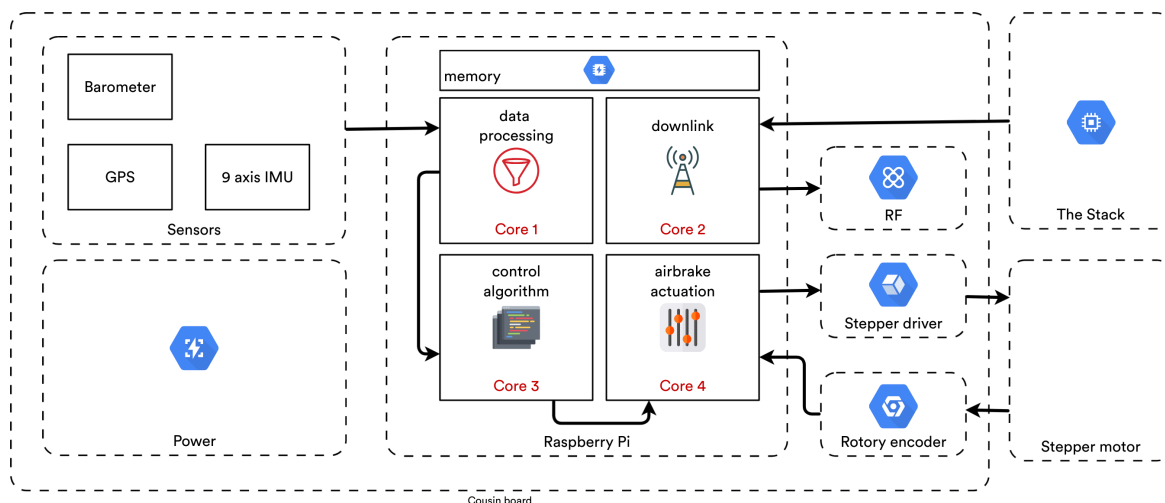 memory
Barometer
data
processing
downlink
GPS
9 axis IMU
RF
The Stack
Sensors
Core 1
Core 2
control
algorithm
airbrake
actuation
Stepper driver
Core 3
Core 4
Power
Raspberry Pi
Rotory encoder
Stepper motor
Cousin board